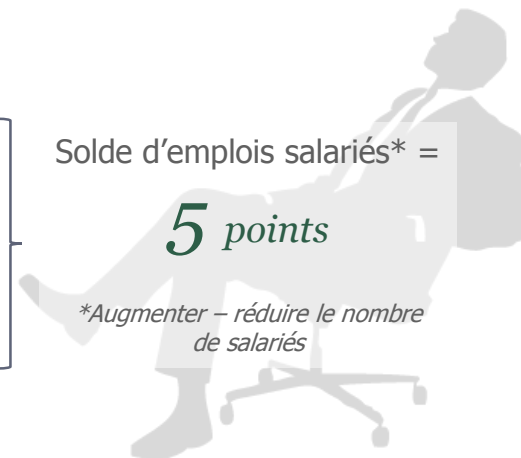 Solde d’emplois salariés* =
5 points
*Augmenter – réduire le nombre
de salariés